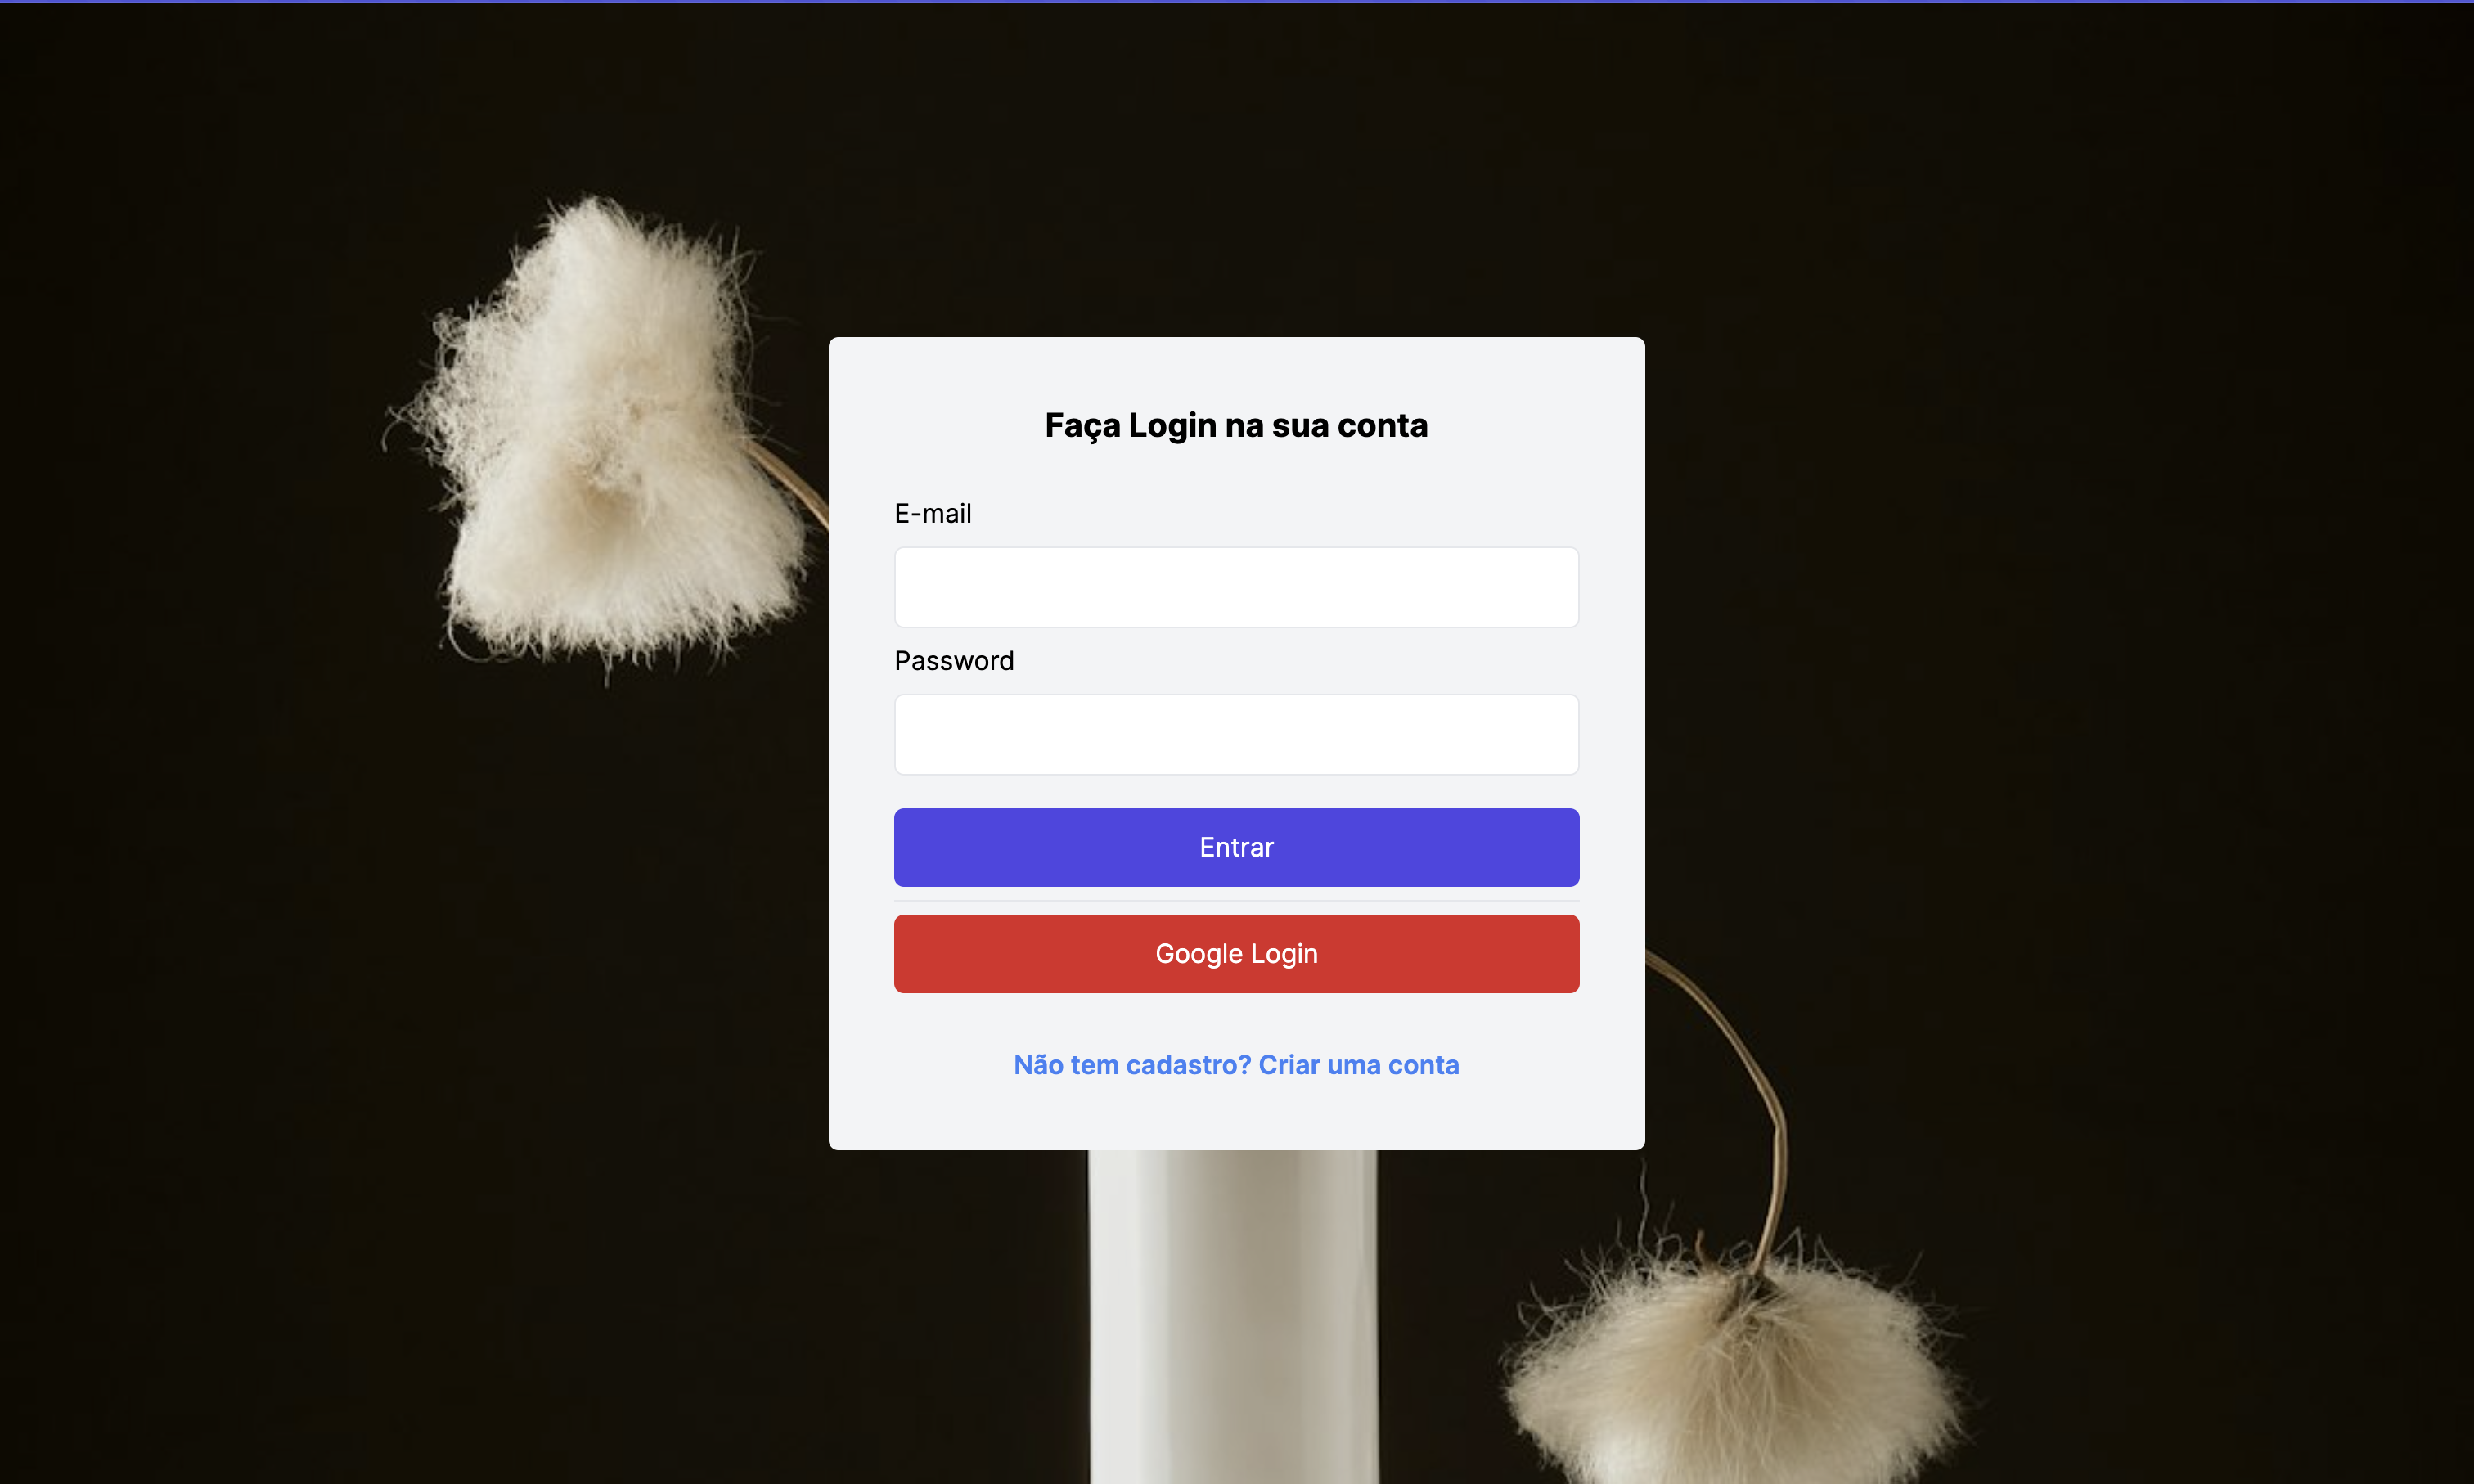 Faça Login na sua conta
E-mail
Password
Entrar
Google Login
Não tem cadastro? Criar uma conta